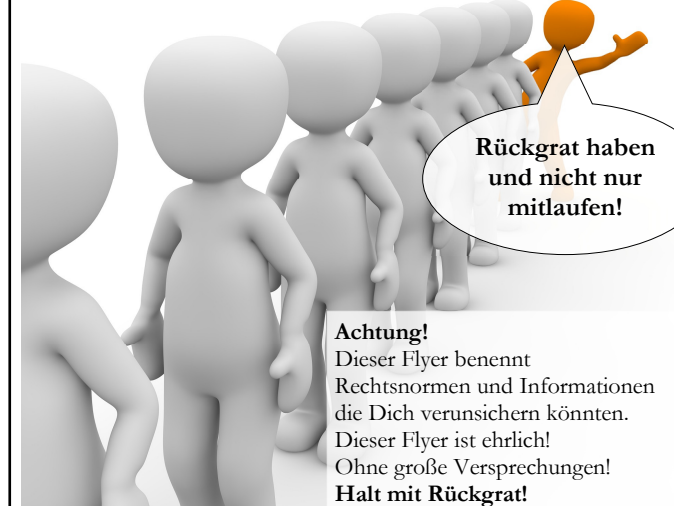 Rückgrat haben
und nicht nur
mitlaufen!
Achtung!
Dieser Flyer benennt
Rechtsnormen und Informationen
die Dich verunsichern könnten.
Dieser Flyer ist ehrlich!
Ohne große Versprechungen!
Halt mit Rückgrat!